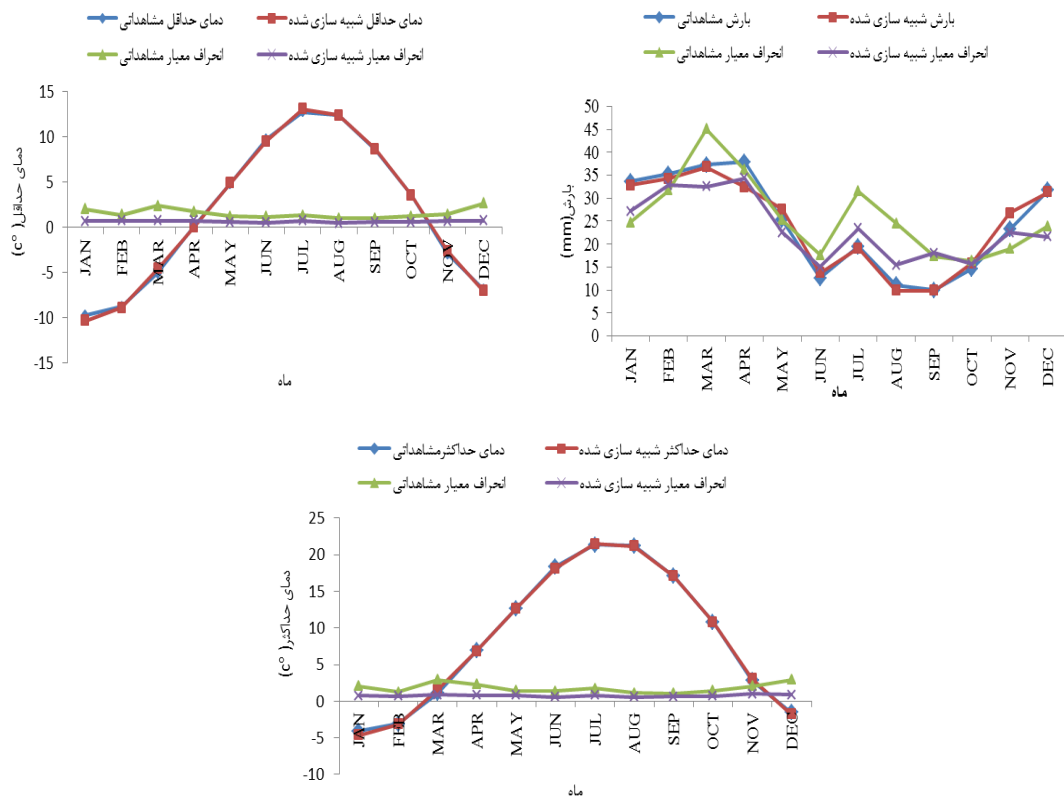 دمای حداقل مشاهداتی
دمای حداقل شبیه سازی شده
انحراف معیار مشاهداتی
انحراف معیار شبیه سازی شده
15
10
5
0
-5
-10
-15
دمای حداقل( c°)
JAN
FEB
MAR
APR
MAY
JUN
JUL
AUG
SEP
OCT
NOV
DEC
ماه
بارش مشاهداتی
بارش شبیه سازی شده
انحراف معیار مشاهداتی
انحراف معیار شبیه سازی شده
50
45
40
35
30
25
20
15
10
5
0
بارش(mm)
JAN
FEB
MAR
APR
MAY
JUN
JUL
AUG
SEP
OCT
NOV
DEC
ماه
دمای حداکثرمشاهداتی
دمای حداکثر شبیه سازی شده
انحراف معیار مشاهداتی
انحراف معیار شبیه سازی شده
25
20
15
10
5
0
-5
-10
دمای حداکثر( c°)
JAN
FEB
MAR
APR
MAY
JUN
JUL
AUG
SEP
OCT
NOV
DEC
ماه